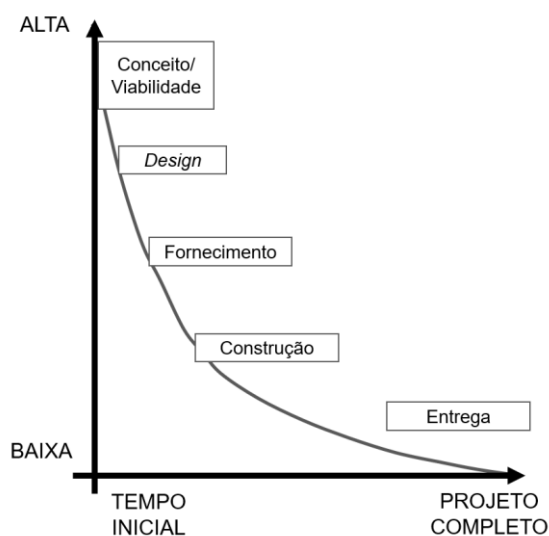 ALTA
Conceito/
Viabilidade
Design
Fornecimento
Construção
Entrega
BAIXA
TEMPO
INICIAL
PROJETO
COMPLETO